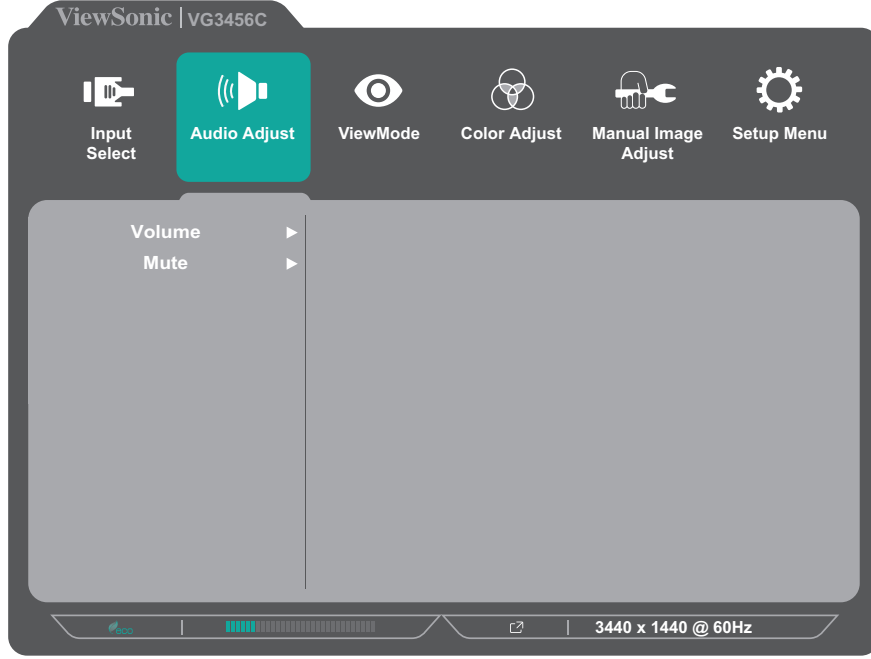 ViewSonic | VG3456C
Input
Select
Audio Adjust
ViewMode
Color Adjust
Manual Image
Adjust
Setup Menu
Volume
Mute
eco
3440 x 1440 @ 60Hz